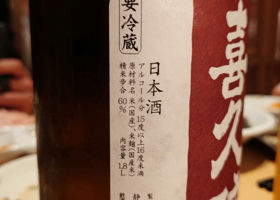 喜久
要冷蔵
日本酒
アルコール分 15度以上16度未満
原材料名 米(国産)、米麹(国産米)
精米歩合 60% 内容量 1.8L
製
静